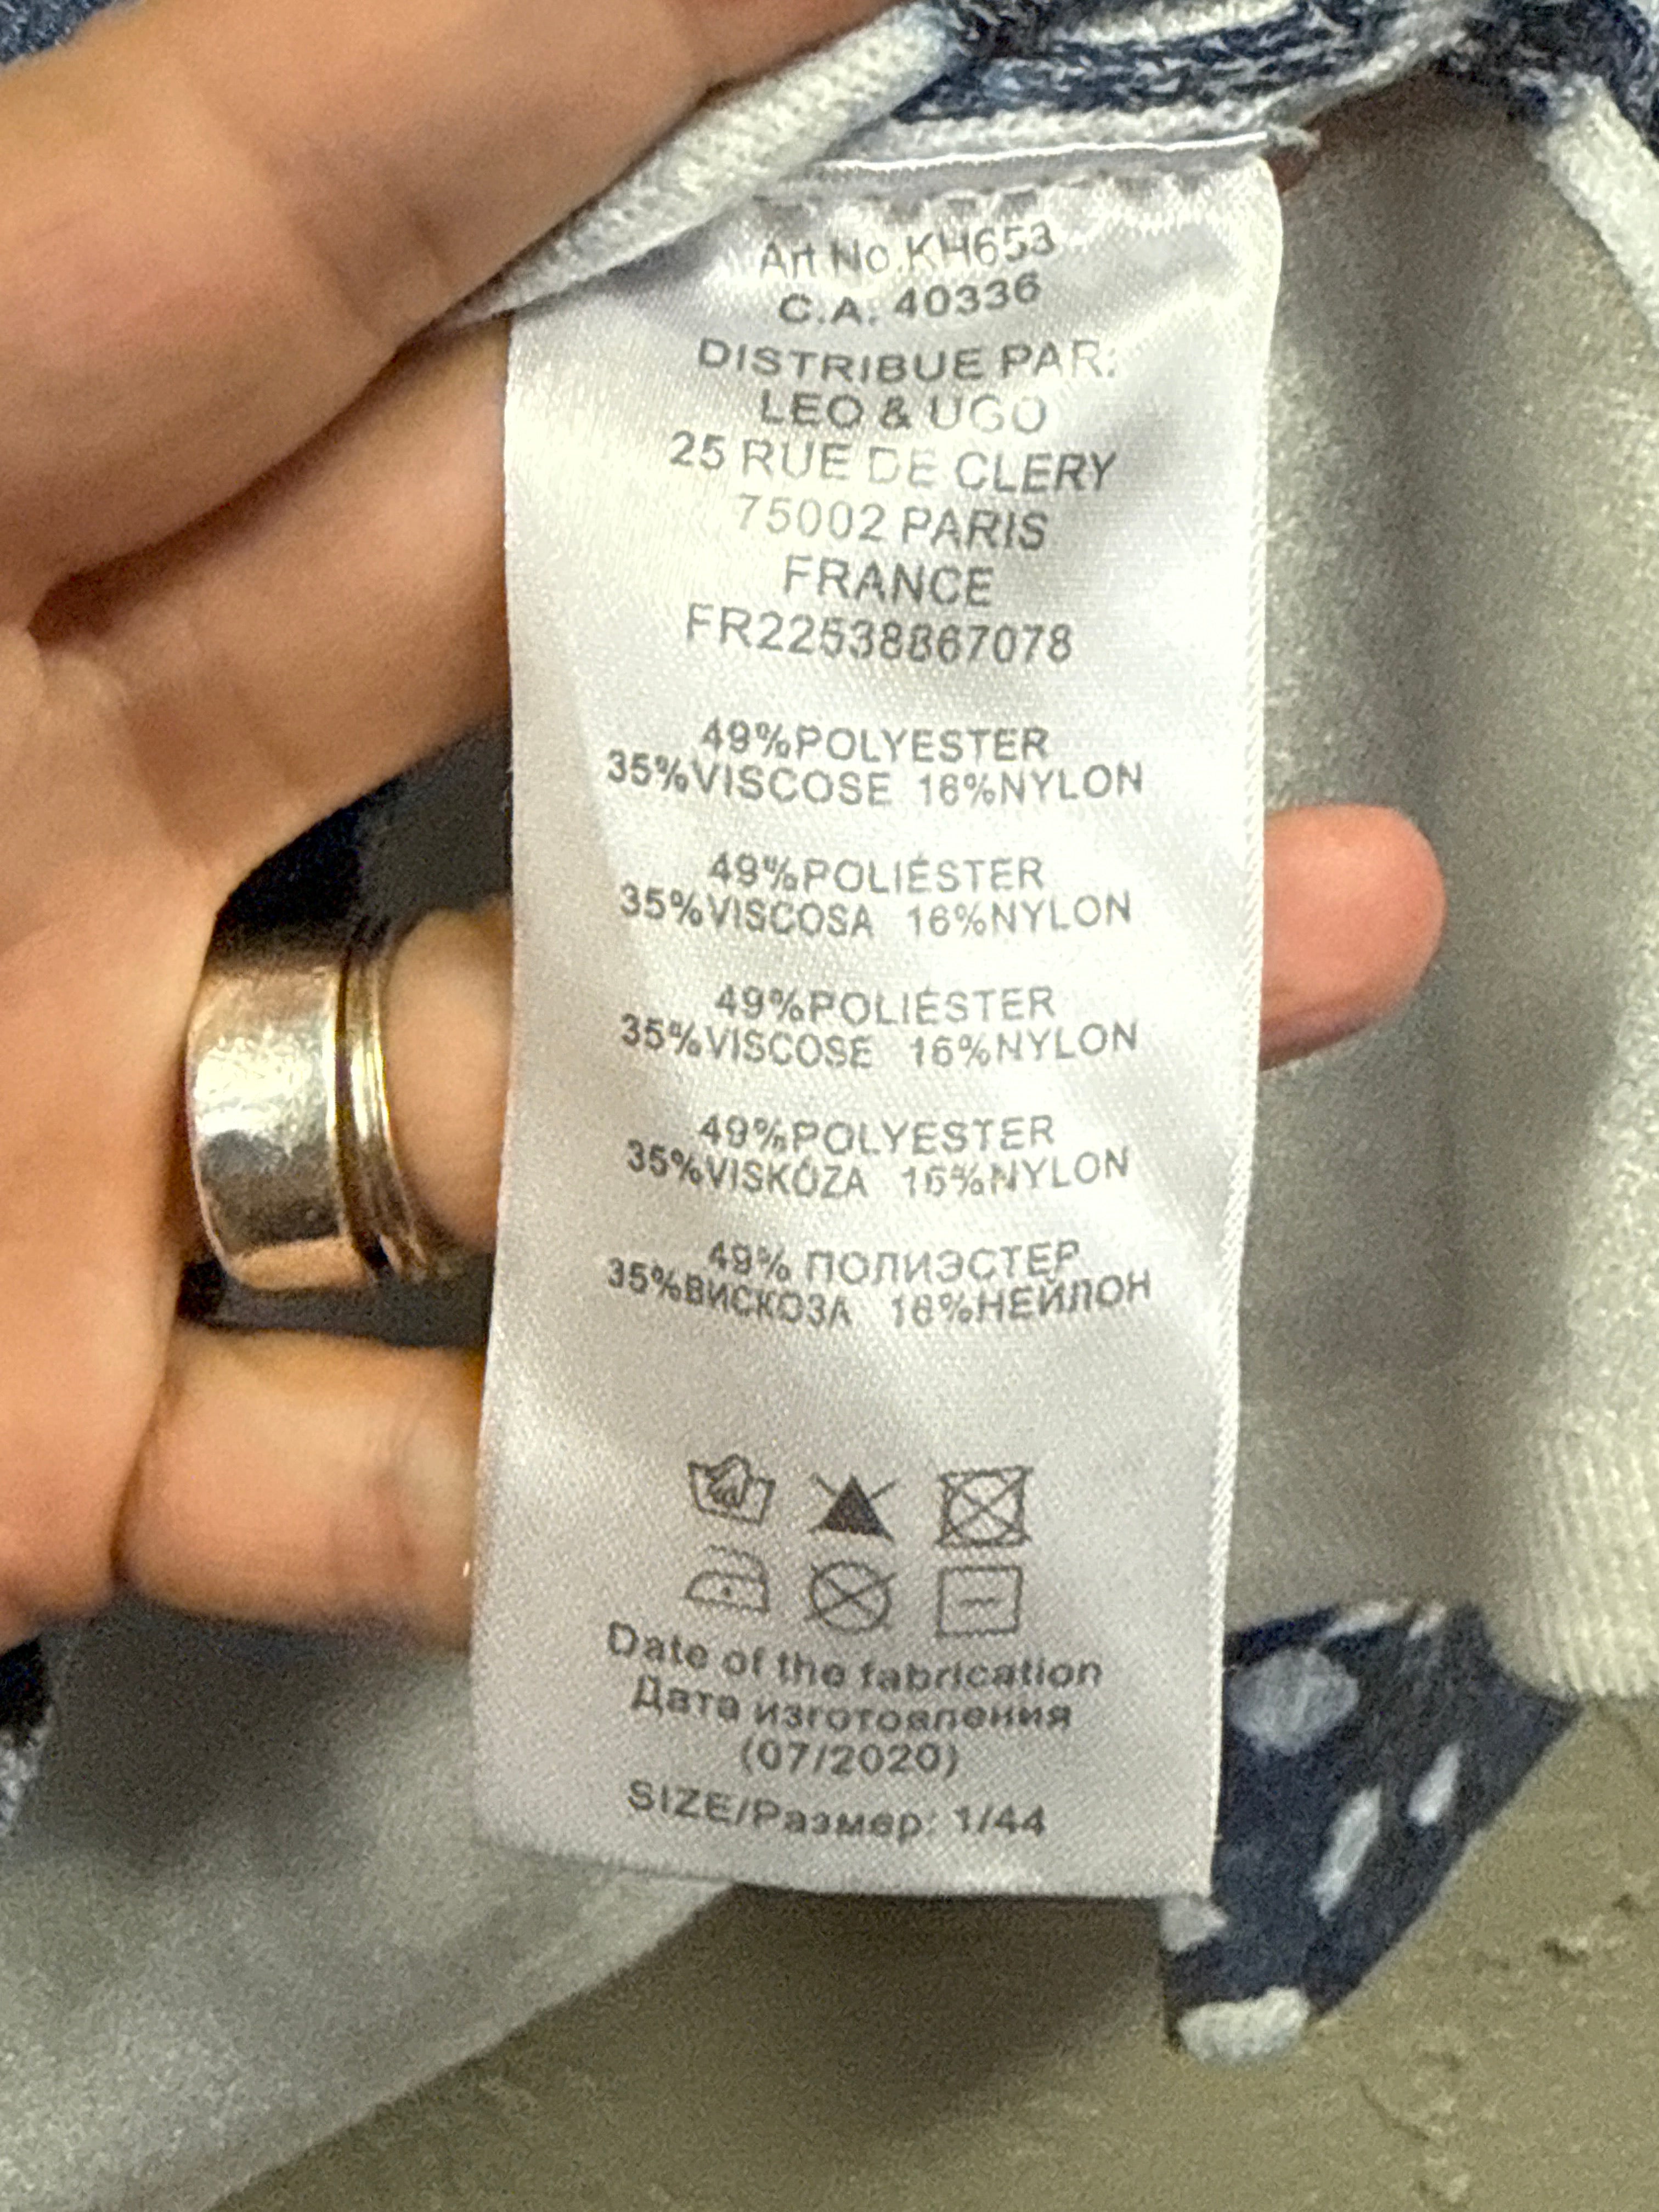 Art No.KH653
C.A. 40336
DISTRIBUE PAR:
LEO & UGO
25 RUE DE CLERY
75002 PARIS
FRANCE
FR22538867078
49%POLYESTER
35%VISCOSE 16%NYLON
49%POLIÉSTER
35%VISCOSA 16%NYLON
49%POLIÉSTER
35%VISCOSE 16%NYLON
49%POLYESTER
35%VISKÓZA 16%NYLON
49% ПОЛИЭСТЕР
35%ВИСКОЗА 16%НЕЙЛОН
Date of the fabrication
Дата изготовления
(07/2020)
SIZE/Размер: 1/44